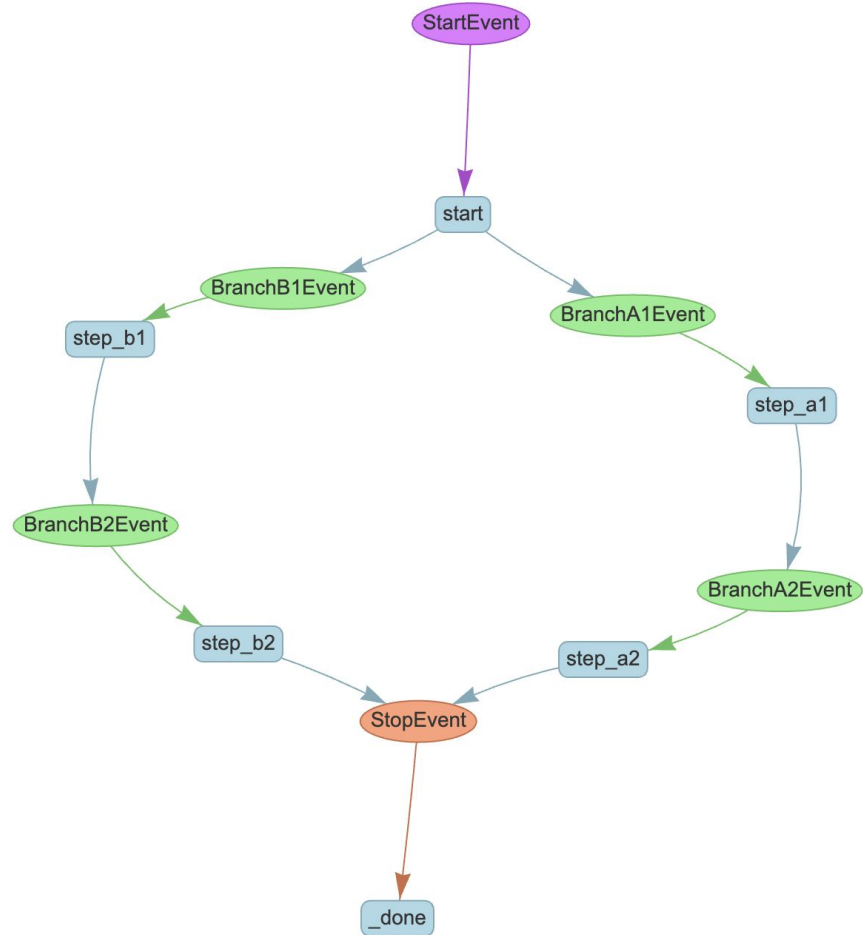 StartEvent
start
BranchB1Event
BranchA1Event
step_b1
step_a1
BranchB2Event
BranchA2Event
step_b2
step_a2
StopEvent
_done